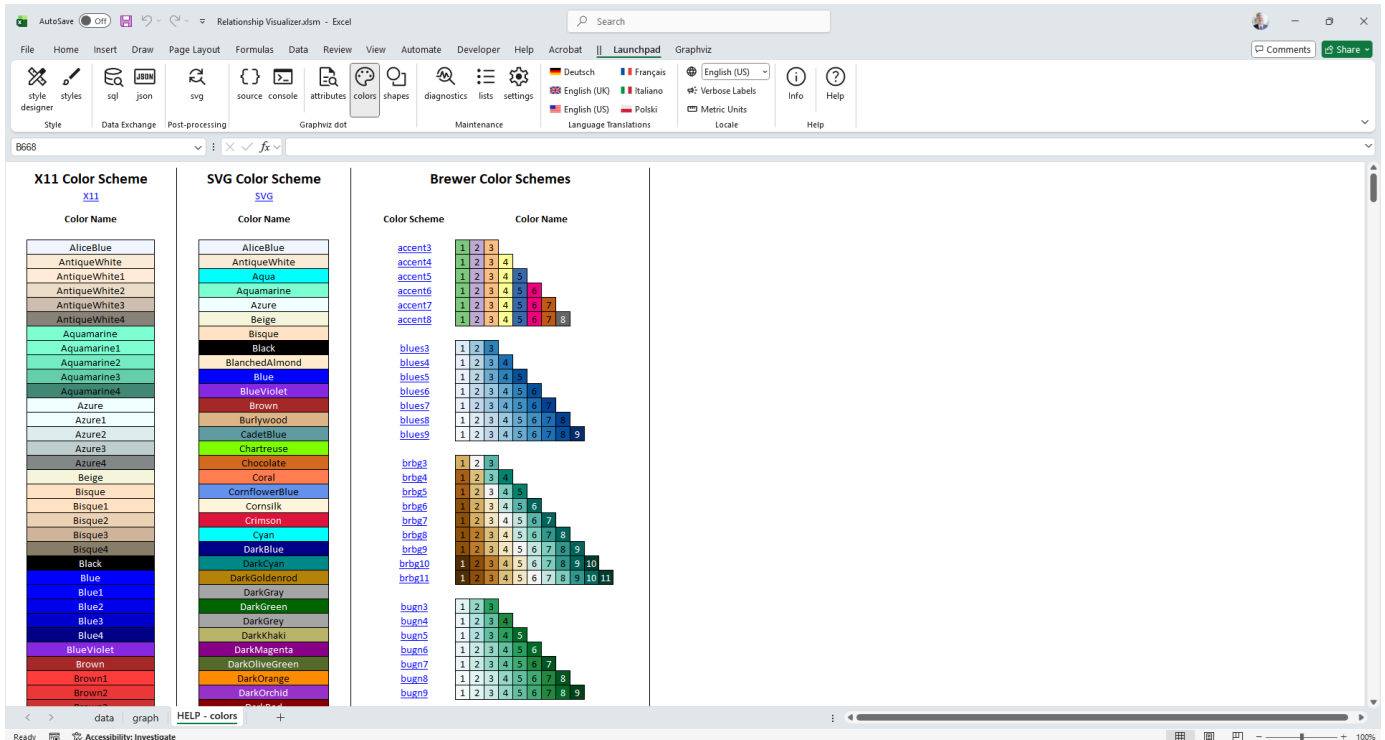 AutoSave Off Relationship Visualizer.xlsm - Excel Search
File Home Insert Draw Page Layout Formulas Data Review View Automate Developer Help Acrobat || Launchpad Graphviz Comments Share
style designer styles sql json svg source console attributes colors shapes diagnostics lists settings Info Help
Deutsch Français English (US)
English (UK) Italiano Verbose Labels
English (US) Polski Metric Units
Style Data Exchange Post-processing Graphviz dot Maintenance Language Translations Locale Help
B668 fx
X11 Color Scheme SVG Color Scheme Brewer Color Schemes
X11 SVG
Color Name Color Name Color Scheme Color Name
AliceBlue AliceBlue accent3 1 2 3
AntiqueWhite AntiqueWhite accent4 1 2 3 4
AntiqueWhite1 Aqua accent5 1 2 3 4 5
AntiqueWhite2 Aquamarine accent6 1 2 3 4 5 6
AntiqueWhite3 Azure accent7 1 2 3 4 5 6 7
AntiqueWhite4 Beige accent8 1 2 3 4 5 6 7 8
Aquamarine Bisque
Aquamarine1 Black blues3 1 2 3
Aquamarine2 BlanchedAlmond blues4 1 2 3 4
Aquamarine3 Blue blues5 1 2 3 4 5
Aquamarine4 BlueViolet blues6 1 2 3 4 5 6
Azure Brown blues7 1 2 3 4 5 6 7
Azure1 Burlywood blues8 1 2 3 4 5 6 7 8
Azure2 CadetBlue blues9 1 2 3 4 5 6 7 8 9
Azure3 Chartreuse
Azure4 Chocolate brbg3 1 2 3
Beige Coral brbg4 1 2 3 4
Bisque CornflowerBlue brbg5 1 2 3 4 5
Bisque1 Cornsilk brbg6 1 2 3 4 5 6
Bisque2 Crimson brbg7 1 2 3 4 5 6 7
Bisque3 Cyan brbg8 1 2 3 4 5 6 7 8
Bisque4 DarkBlue brbg9 1 2 3 4 5 6 7 8 9
Black DarkCyan brbg10 1 2 3 4 5 6 7 8 9 10
Blue DarkGoldenrod brbg11 1 2 3 4 5 6 7 8 9 10 11
Blue1 DarkGray
Blue2 DarkGreen bugn3 1 2 3
Blue3 DarkGrey bugn4 1 2 3 4
Blue4 DarkKhaki bugn5 1 2 3 4 5
BlueViolet DarkMagenta bugn6 1 2 3 4 5 6
Brown DarkOliveGreen bugn7 1 2 3 4 5 6 7
Brown1 DarkOrange bugn8 1 2 3 4 5 6 7 8
Brown2 DarkOrchid bugn9 1 2 3 4 5 6 7 8 9
data graph HELP - colors
Ready Accessibility: Investigate 100%